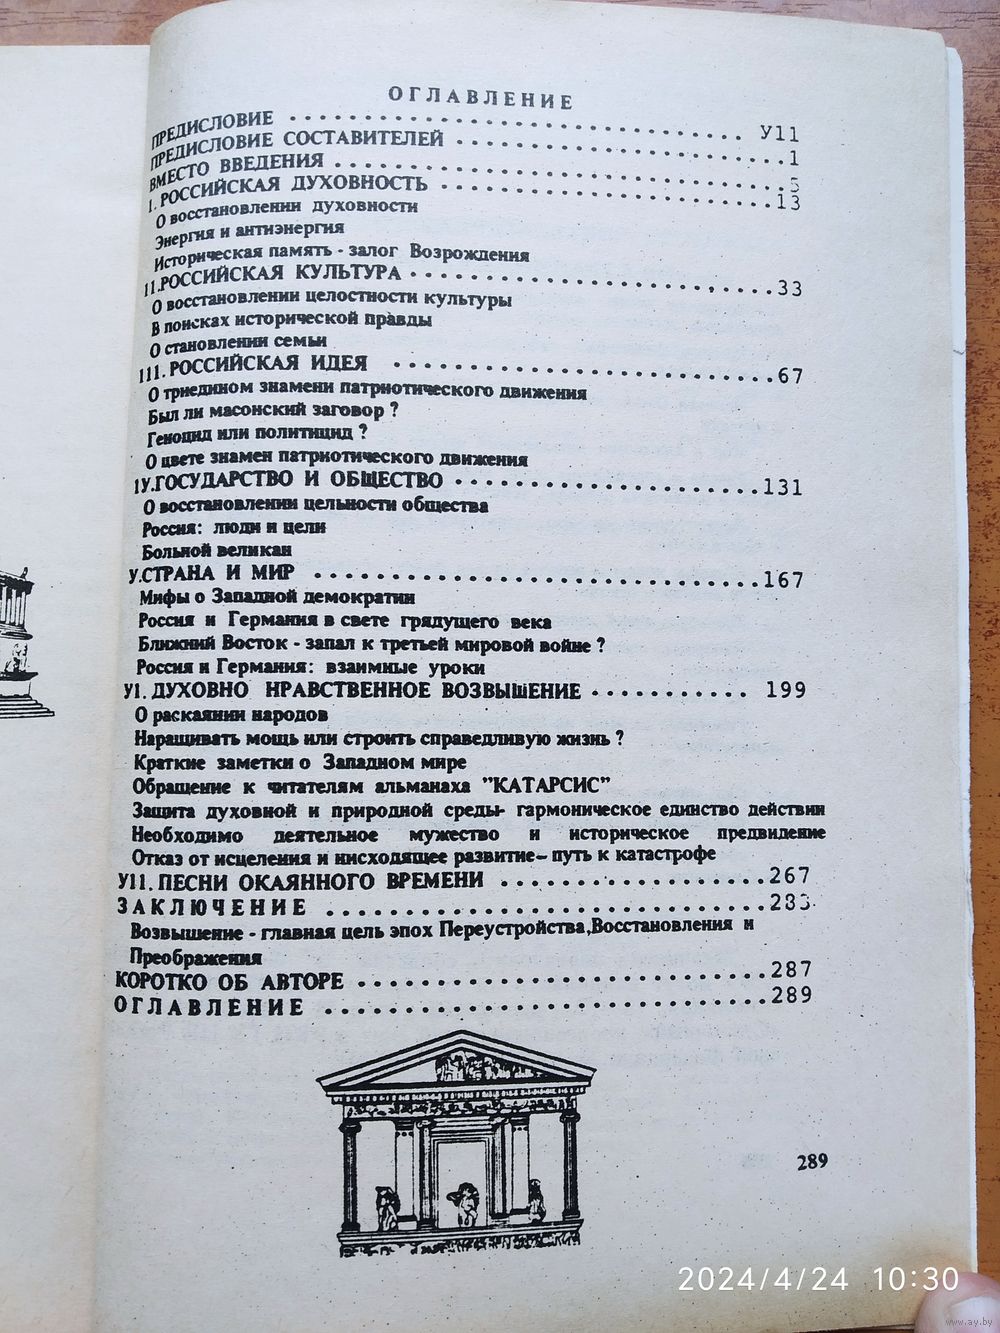 ОГЛАВЛЕНИЕ
ПРЕДИСЛОВИЕ ........................................ У11
ПРЕДИСЛОВИЕ СОСТАВИТЕЛЕЙ ........................... 1
ВМЕСТО ВВЕДЕНИЯ .................................... 5
1. РОССИЙСКАЯ ДУХОВНОСТЬ ........................... 13
О восстановлении духовности
Энергия и антиэнергия
Историческая память - залог Возрождения
11.РОССИЙСКАЯ КУЛЬТУРА ............................. 33
О восстановлении целостности культуры
В поисках исторической правды
О становлении семьи
111.РОССИЙСКАЯ ИДЕЯ ................................ 67
О триедином знамени патриотического движения
Был ли масонский заговор ?
Геноцид или политицид ?
О цвете знамен патриотического движения
1У.ГОСУДАРСТВО И ОБЩЕСТВО .......................... 131
О восстановлении цельности общества
Россия: люди и цели
Больной великан
У.СТРАНА И МИР ..................................... 167
Мифы о Западной демократии
Россия и Германия в свете грядущего века
Ближний Восток - запал к третьей мировой войне ?
Россия и Германия: взаимные уроки
У1. ДУХОВНО НРАВСТВЕННОЕ ВОЗВЫШЕНИЕ ........... 199
О раскаянии народов
Наращивать мощь или строить справедливую жизнь ?
Краткие заметки о Западном мире
Обращение к читателям альманаха "КАТАРСИС"
Защита духовной и природной среды- гармоническое единство действии
Необходимо деятельное мужество и историческое предвидение
Отказ от исцеления и нисходящее развитие– путь к катастрофе
У11. ПЕСНИ ОКАЯННОГО ВРЕМЕНИ ................... 267
ЗАКЛЮЧЕНИЕ .............................. 283
Возвышение - главная цель эпох Переустройства,Восстановления и
Преображения
КОРОТКО ОБ АВТОРЕ ............................ 287
ОГЛАВЛЕНИЕ .............................. 289
289
2024/4/24 10:30
www.ay.by